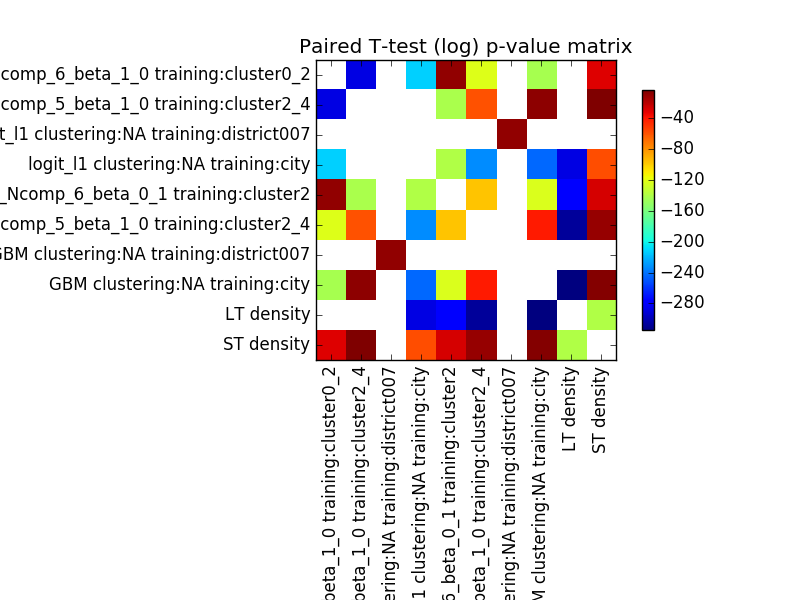 Paired T-test (log) p-value matrix
comp_6_beta_1_0 training:cluster0_2
comp_5_beta_1_0 training:cluster2_4
t_l1 clustering:NA training:district007
logit_l1 clustering:NA training:city
_Ncomp_6_beta_0_1 training:cluster2
comp_5_beta_1_0 training:cluster2_4
GBM clustering:NA training:district007
GBM clustering:NA training:city
LT density
ST density
−40
−80
−120
−160
−200
−240
−280
beta_1_0 training:cluster0_2
beta_1_0 training:cluster2_4
ering:NA training:district007
1 clustering:NA training:city
6_beta_0_1 training:cluster2
beta_1_0 training:cluster2_4
ering:NA training:district007
M clustering:NA training:city
LT density
ST density